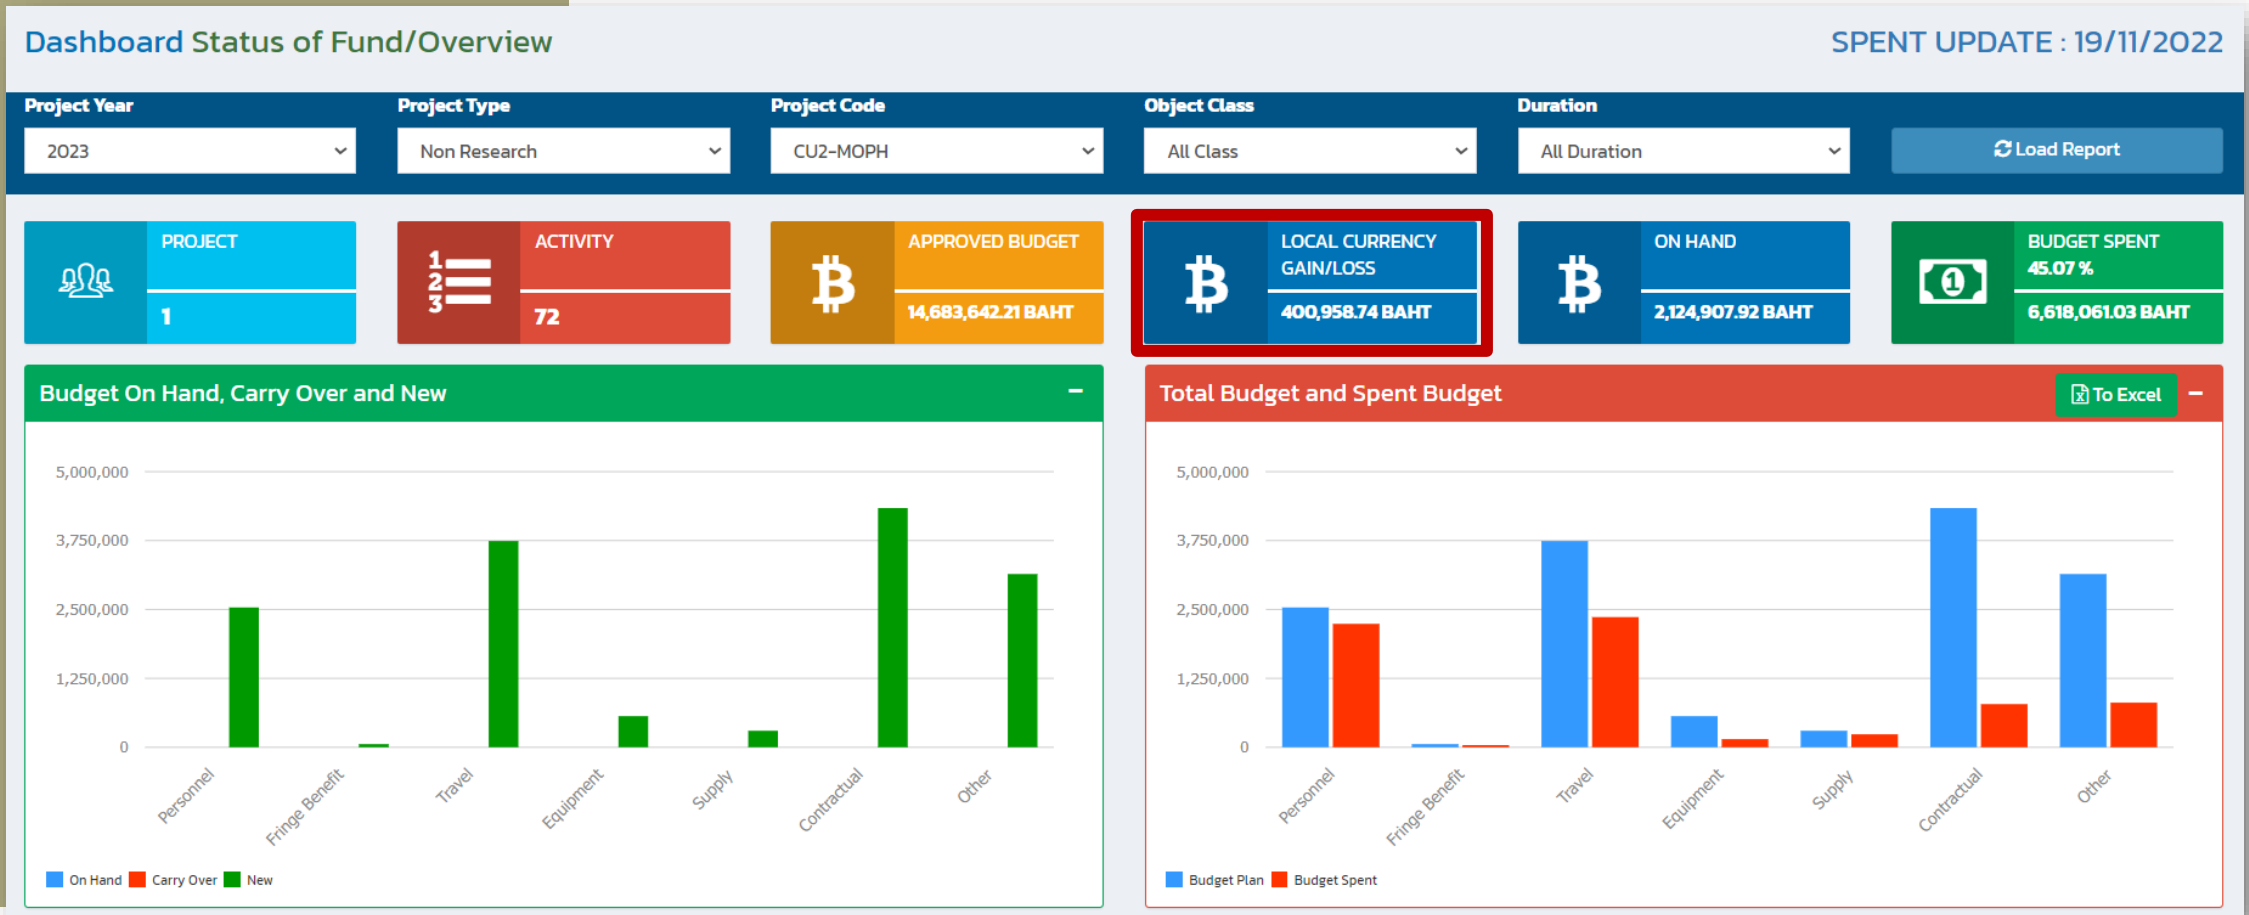 Dashboard Status of Fund/Overview
SPENT UPDATE : 19/11/2022
Project Year
Project Type
Project Code
Object Class
Duration
2023
Non Research
CU2-MOPH
All Class
All Duration
Load Report
PROJECT
1
1
2
3
ACTIVITY
72
APPROVED BUDGET
14,683,642.21 BAHT
LOCAL CURRENCY
GAIN/LOSS
400,958.74 BAHT
ON HAND
2,124,907.92 BAHT
1
BUDGET SPENT
45.07 %
6,618,061.03 BAHT
Budget On Hand, Carry Over and New
5,000,000
3,750,000
2,500,000
1,250,000
0
Personnel
Fringe Benefit
Travel
Equipment
Supply
Contractual
Other
On Hand
Carry Over
New
Total Budget and Spent Budget
To Excel
5,000,000
3,750,000
2,500,000
1,250,000
0
Personnel
Fringe Benefit
Travel
Equipment
Supply
Contractual
Other
Budget Plan
Budget Spent